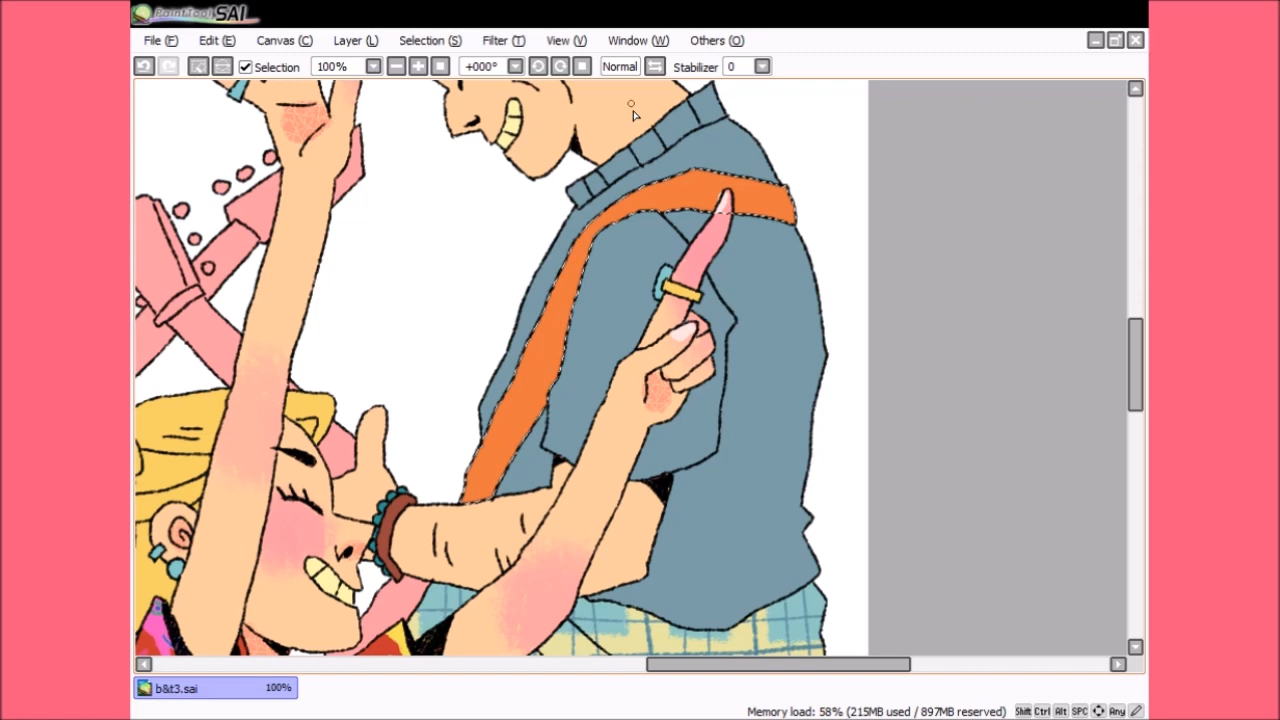 PaintTool SAI
File (F) Edit (E) Canvas (C) Layer (L) Selection (S) Filter (T) View (V) Window (W) Others (O)
Selection 100% +000° Normal Stabilizer 0
b&t3.sai 100%
Memory load: 58% (215MB used / 897MB reserved) Shift Ctrl Alt SPC Any